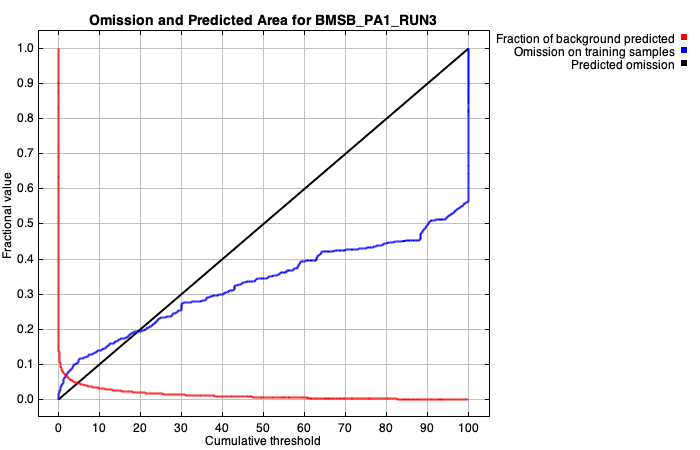 Omission and Predicted Area for BMSB_PA1_RUN3
Fraction of background predicted
Omission on training samples
Predicted omission
Fractional value
1.0
0.9
0.8
0.7
0.6
0.5
0.4
0.3
0.2
0.1
0.0
0 10 20 30 40 50 60 70 80 90 100
Cumulative threshold